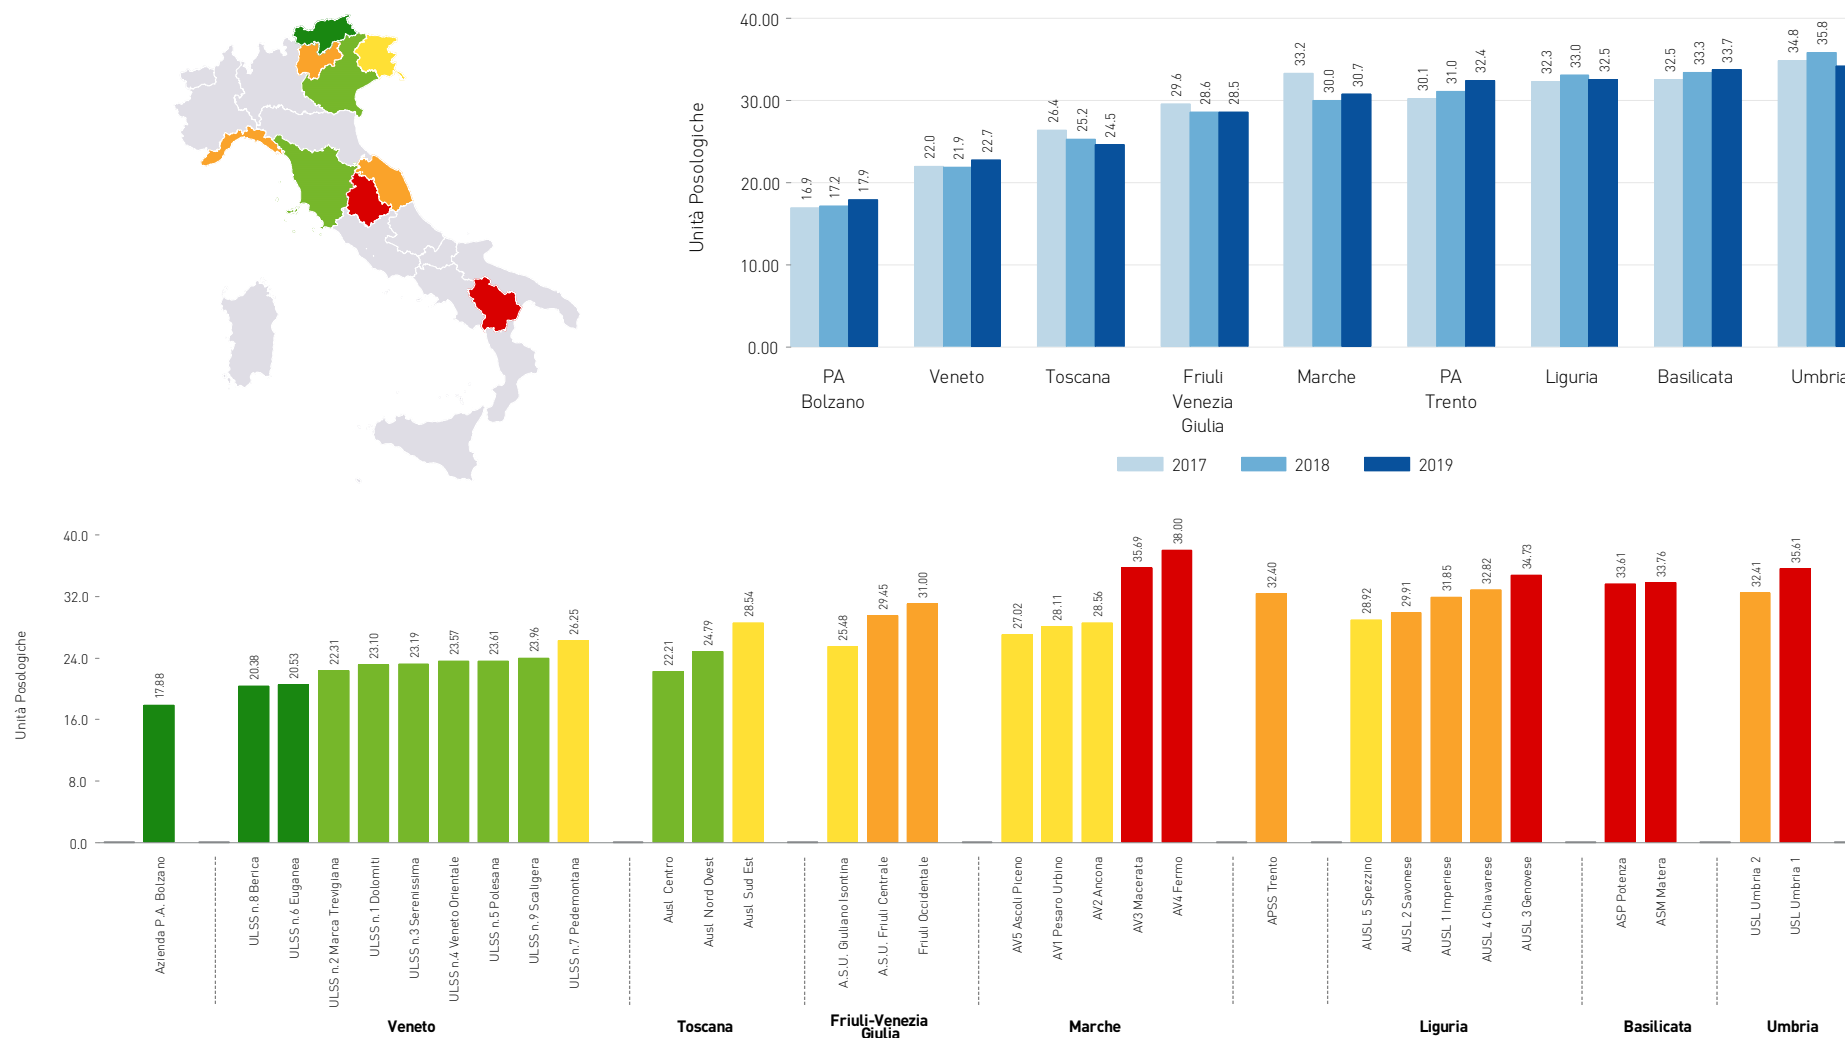 40.00
30.00
20.00
10.00
0.00
Unità Posologiche
16.9
17.2
17.9
22.0
21.9
22.7
26.4
25.2
24.5
29.6
28.6
28.5
33.2
30.0
30.7
30.1
31.0
32.4
32.3
33.0
32.5
32.5
33.3
33.7
34.8
35.8
PA
Bolzano
Veneto
Toscana
Friuli
Venezia
Giulia
Marche
PA
Trento
Liguria
Basilicata
Umbria
2017
2018
2019
40.0
32.0
24.0
16.0
8.0
0.0
Unità Posologiche
17.88
20.38
20.53
22.31
23.10
23.19
23.57
23.61
23.96
26.25
22.21
24.79
28.54
25.48
29.45
31.00
27.02
28.11
28.56
35.69
38.00
32.40
28.92
29.91
31.85
32.82
34.73
33.61
33.76
32.41
35.61
Azienda P.A. Bolzano
ULSS n.8 Berica
ULSS n.6 Euganea
ULSS n.2 Marca Trevigiana
ULSS n.1 Dolomiti
ULSS n.3 Serenissima
ULSS n.4 Veneto Orientale
ULSS n.5 Polesana
ULSS n.9 Scaligera
ULSS n.7 Pedemontana
Ausl Centro
Ausl Nord Ovest
Ausl Sud Est
A.S.U. Giuliano Isontina
A.S.U. Friuli Centrale
Friuli Occidentale
AV5 Ascoli Piceno
AV1 Pesaro Urbino
AV2 Ancona
AV3 Macerata
AV4 Fermo
APSS Trento
AUSL 5 Spezzino
AUSL 2 Savonese
AUSL 1 Imperiese
AUSL 4 Chiavarese
AUSL 3 Genovese
ASP Potenza
ASM Matera
USL Umbria 2
USL Umbria 1
Veneto
Toscana
Friuli-Venezia
Giulia
Marche
Liguria
Basilicata
Umbria